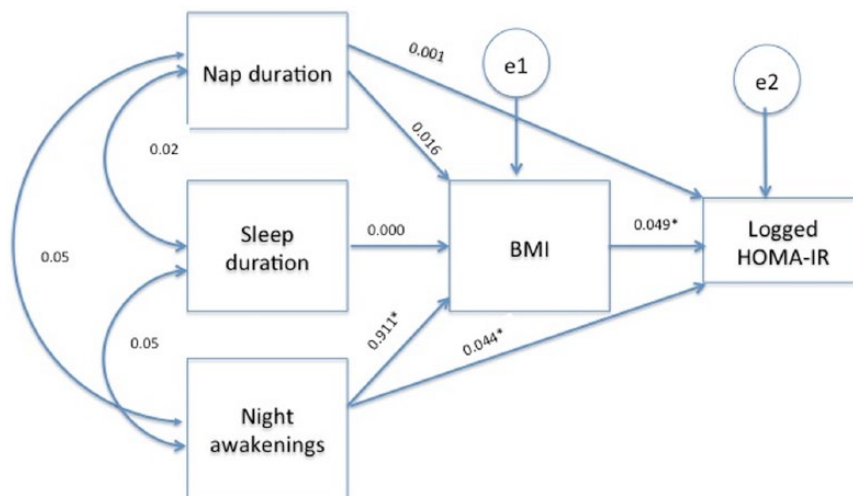 Nap duration
0.001
e1
e2
0.016
0.02
Sleep
duration
0.000
BMI
0.049*
Logged
HOMA-IR
0.05
0.05
0.911*
0.044*
Night
awakenings